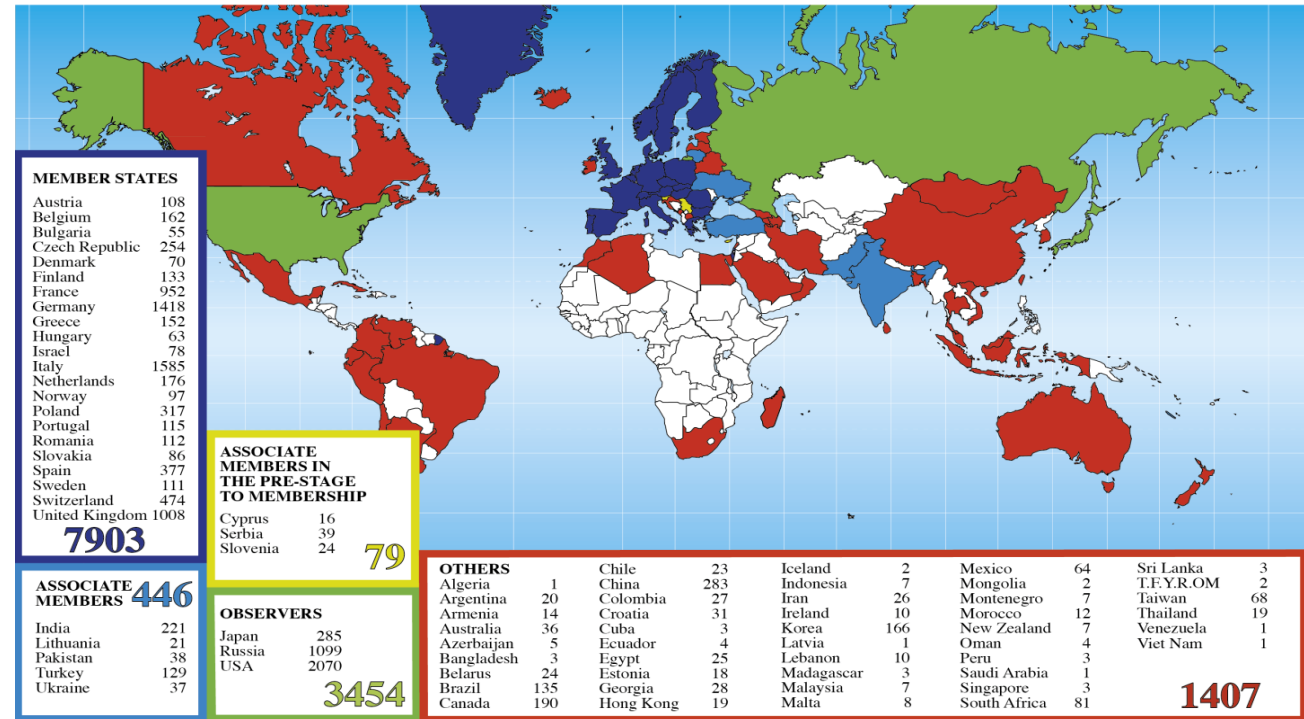 MEMBER STATES
Austria 108
Belgium 162
Bulgaria 55
Czech Republic 254
Denmark 70
Finland 133
France 952
Germany 1418
Greece 152
Hungary 63
Israel 78
Italy 1585
Netherlands 176
Norway 97
Poland 317
Portugal 115
Romania 112
Slovakia 86
Spain 377
Sweden 111
Switzerland 474
United Kingdom 1008
7903
ASSOCIATE
MEMBERS 446
India 221
Lithuania 21
Pakistan 38
Turkey 129
Ukraine 37
ASSOCIATE
MEMBERS IN
THE PRE-STAGE
TO MEMBERSHIP
Cyprus 16
Serbia 39
Slovenia 24
79
OBSERVERS
Japan 285
Russia 1099
USA 2070
3454
OTHERS
Algeria 1
Argentina 20
Armenia 14
Australia 36
Azerbaijan 5
Bangladesh 3
Belarus 24
Brazil 135
Canada 190
Chile 23
China 283
Colombia 27
Croatia 31
Cuba 3
Ecuador 4
Egypt 25
Estonia 18
Georgia 28
Hong Kong 19
Iceland 2
Indonesia 7
Iran 26
Ireland 10
Korea 166
Latvia 1
Lebanon 10
Madagascar 3
Malaysia 7
Malta 8
Mexico 64
Mongolia 2
Montenegro 7
Morocco 12
New Zealand 7
Oman 4
Peru 3
Saudi Arabia 1
Singapore 3
South Africa 81
Sri Lanka 3
T.F.Y.R.OM 2
Taiwan 68
Thailand 19
Venezuela 1
Viet Nam 1
1407